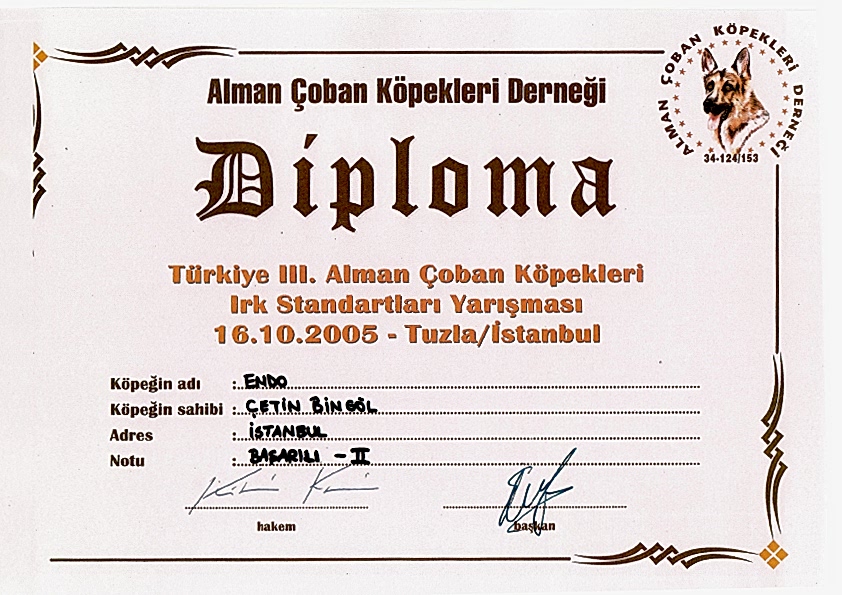 Alman Çoban Köpekleri Derneği
ALMAN ÇOBAN KÖPEKLERİ DERNEĞİ
34-124/153
Diploma
Türkiye III. Alman Çoban Köpekleri
Irk Standartları Yarışması
16.10.2005 - Tuzla/İstanbul
Köpeğin adı : ENDO
Köpeğin sahibi : ÇETİN BİNGÖL
Adres : İSTANBUL
Notu : BAŞARILI - II
hakem başkan